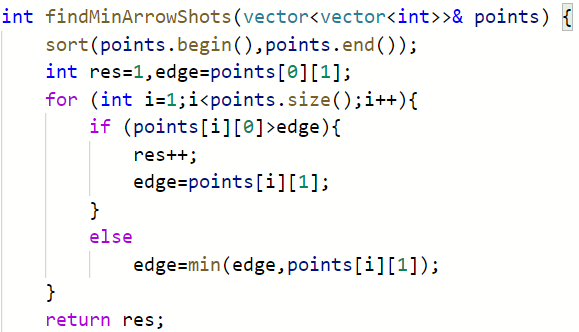 int findMinArrowShots(vector<vector<int>>& points) {
    sort(points.begin(),points.end());
    int res=1,edge=points[0][1];
    for (int i=1;i<points.size();i++){
        if (points[i][0]>edge){
            res++;
            edge=points[i][1];
        }
        else
            edge=min(edge,points[i][1]);
    }
    return res;